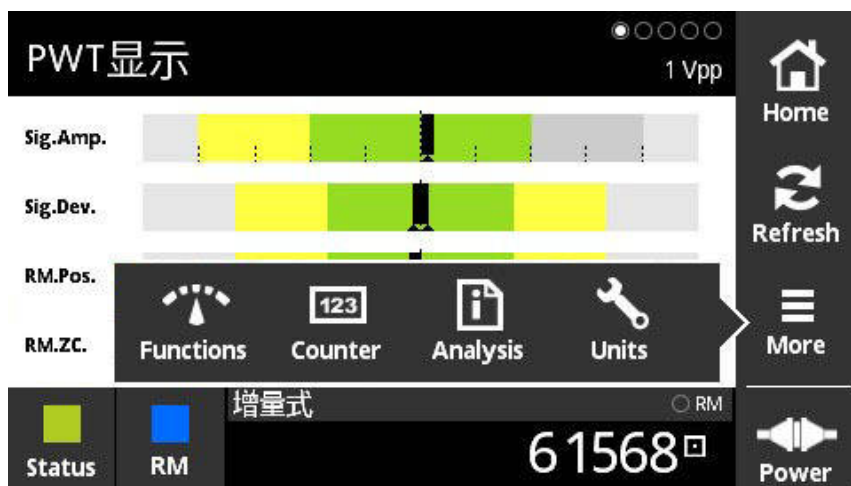 PWT显示
1 Vpp
Home
Sig.Amp.
Sig.Dev.
Refresh
RM.Pos.
123
Functions
Counter
Analysis
Units
More
RM.ZC.
增量式
RM
Status
RM
61568
Power